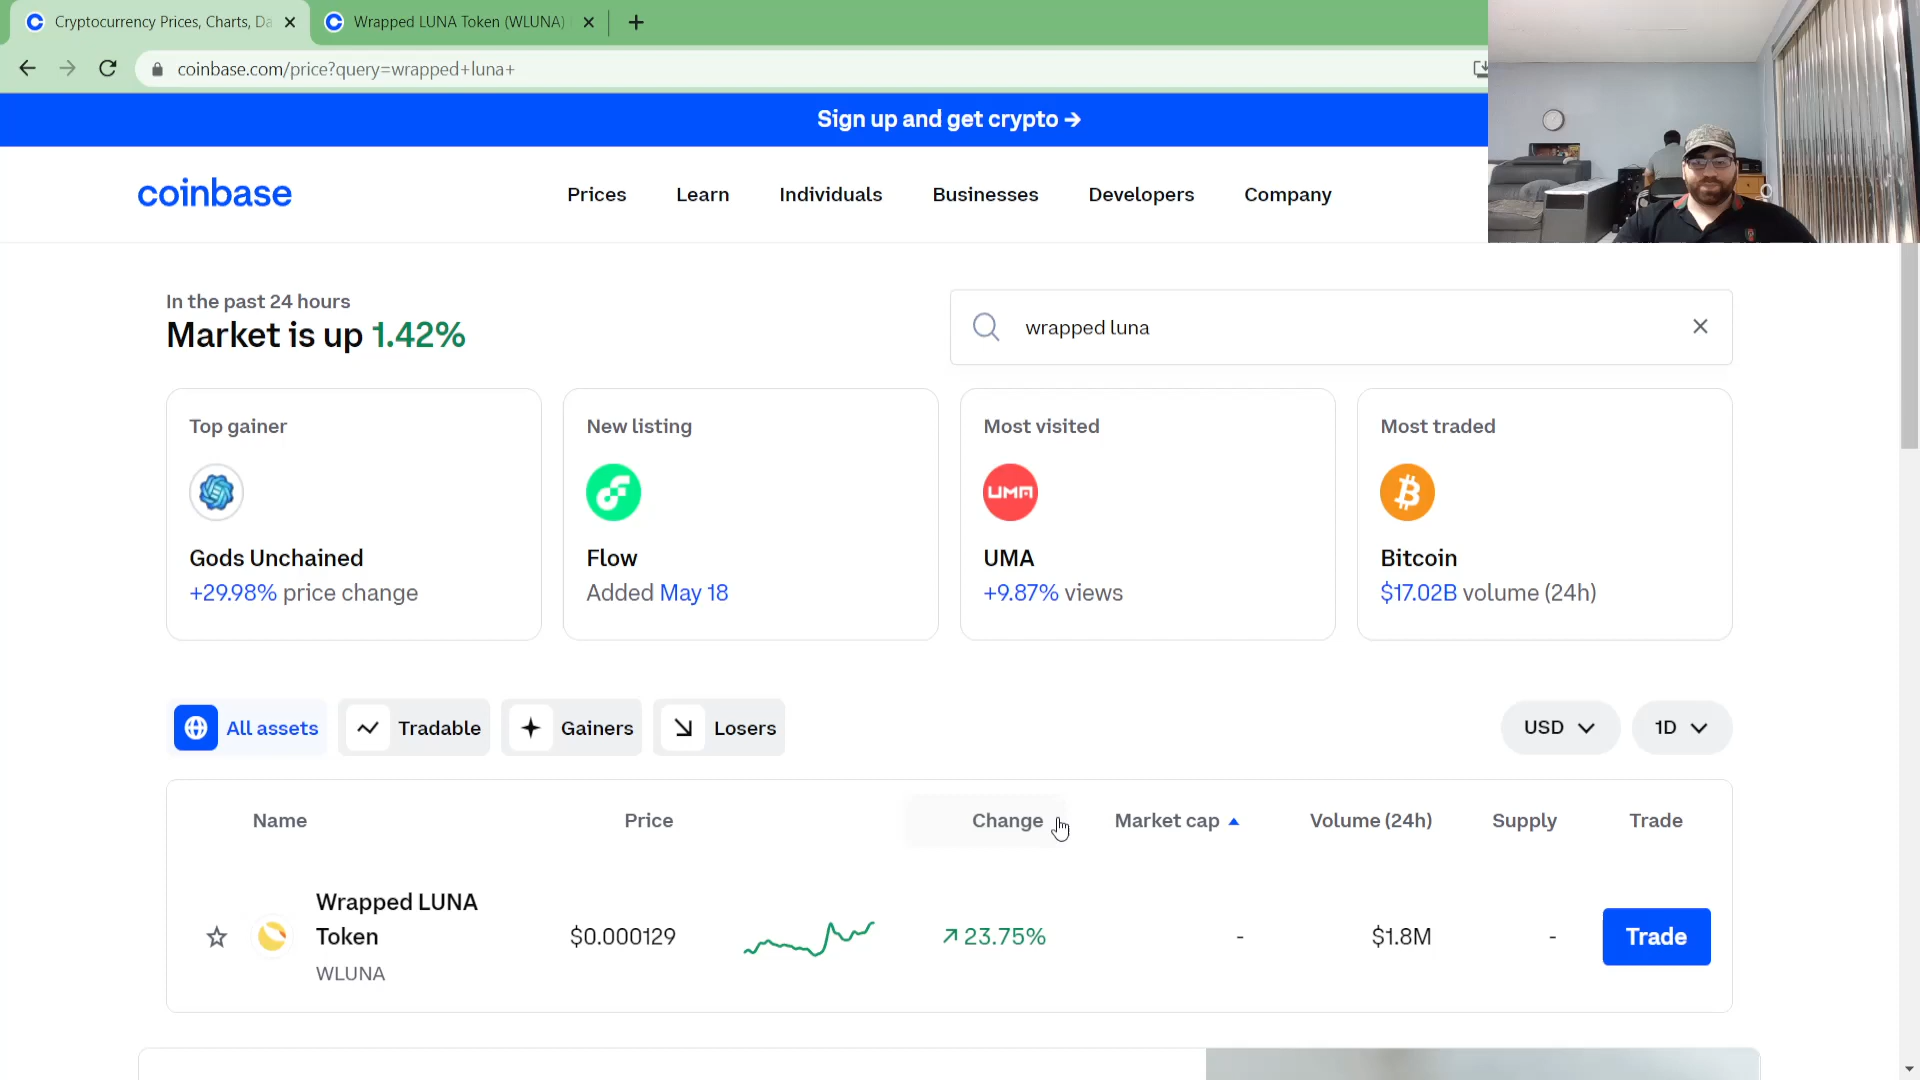 Cryptocurrency Prices, Charts, Da
Wrapped LUNA Token (WLUNA)
coinbase.com/price?query=wrapped+luna+
Sign up and get crypto →
coinbase
Prices
Learn
Individuals
Businesses
Developers
Company
In the past 24 hours
Market is up 1.42%
wrapped luna
Top gainer
Gods Unchained
+29.98% price change
New listing
Flow
Added May 18
Most visited
UMA
UMA
+9.87% views
Most traded
Bitcoin
$17.02B volume (24h)
All assets
Tradable
Gainers
Losers
USD
1D
Name
Price
Change
Market cap
Volume (24h)
Supply
Trade
Wrapped LUNA
Token
WLUNA
$0.000129
↗ 23.75%
-
$1.8M
-
Trade